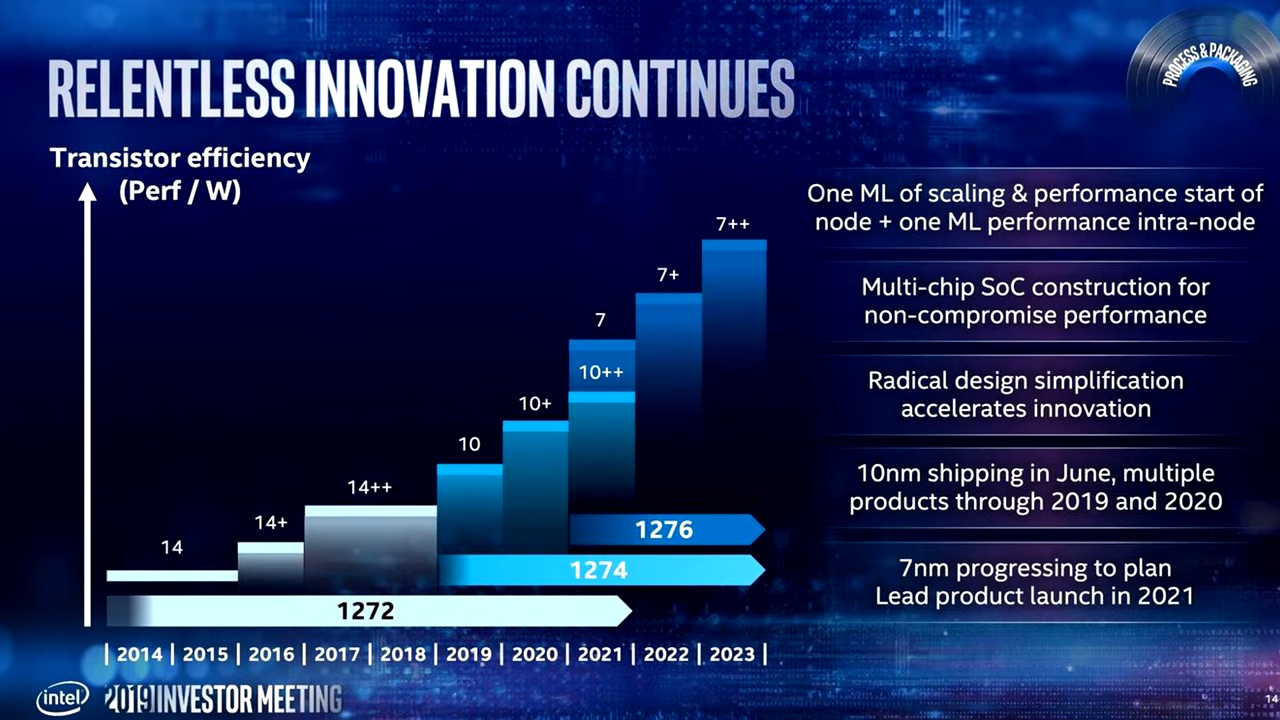 PROCESS & PACKAGING
RELENTLESS INNOVATION CONTINUES
Transistor efficiency
(Perf / W)
14
14+
14++
10
10+
10++
7
7+
7++
1276
1274
1272
| 2014 | 2015 | 2016 | 2017 | 2018 | 2019 | 2020 | 2021 | 2022 | 2023 |
One ML of scaling & performance start of
node + one ML performance intra-node
Multi-chip SoC construction for
non-compromise performance
Radical design simplification
accelerates innovation
10nm shipping in June, multiple
products through 2019 and 2020
7nm progressing to plan
Lead product launch in 2021
intel
2019 INVESTOR MEETING
14